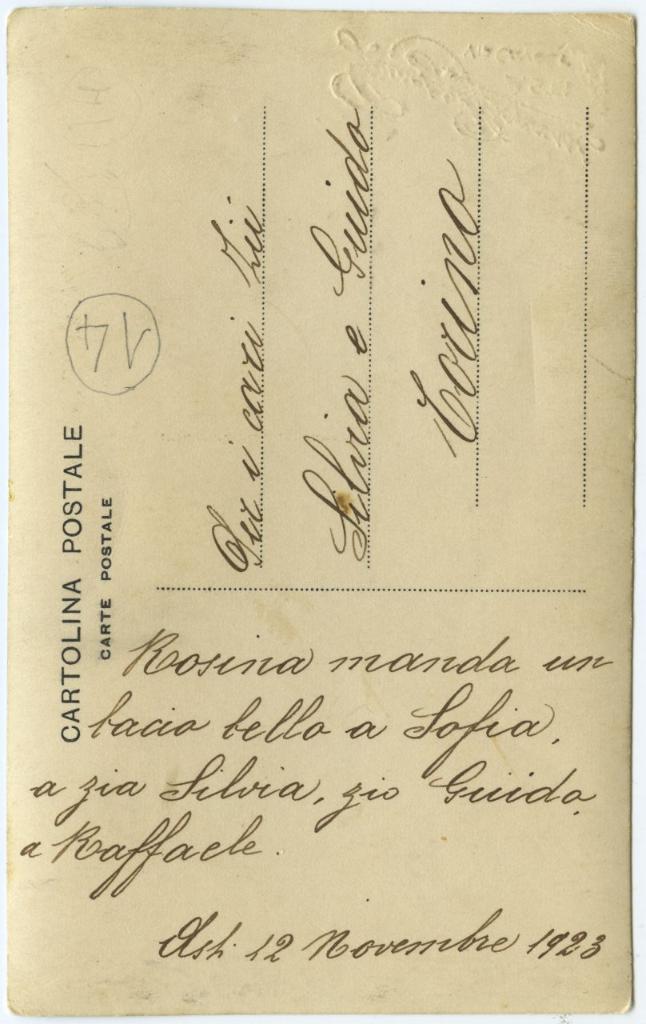 CARTOLINA POSTALE
CARTE POSTALE
14
Per i cari Zii
Silvia e Guido
Torino
Rosina manda un
bacio bello a Sofia,
a zia Silvia, zio Guido,
a Raffaele.
Asti 12 Novembre 1923